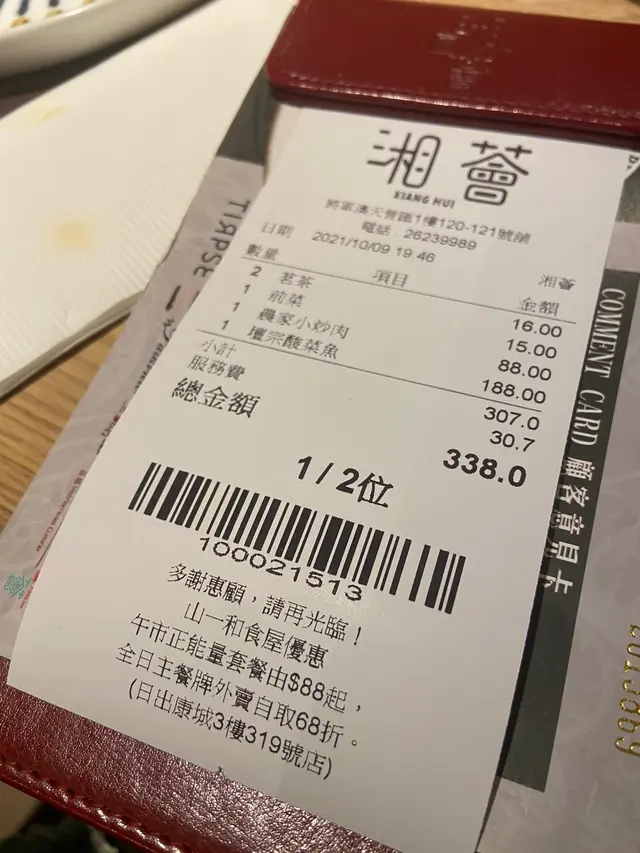 湘薈
XIANG HUI
將軍澳天晉匯1樓120-121號舖
電話 26239989
日期 2021/10/09 19:46 湘薈
數量 項目 金額
2 茗茶 16.00
1 前菜 15.00
1 農家小炒肉 88.00
1 壇宗酸菜魚 188.00
小計 307.0
服務費 30.7
總金額 338.0
1 / 2位
100021513
多謝惠顧，請再光臨！
山一和食屋優惠
午市正能量套餐由$88起，
全日主餐牌外賣自取68折。
(日出康城3樓319號店)
COMMENT CARD 顧客意見卡